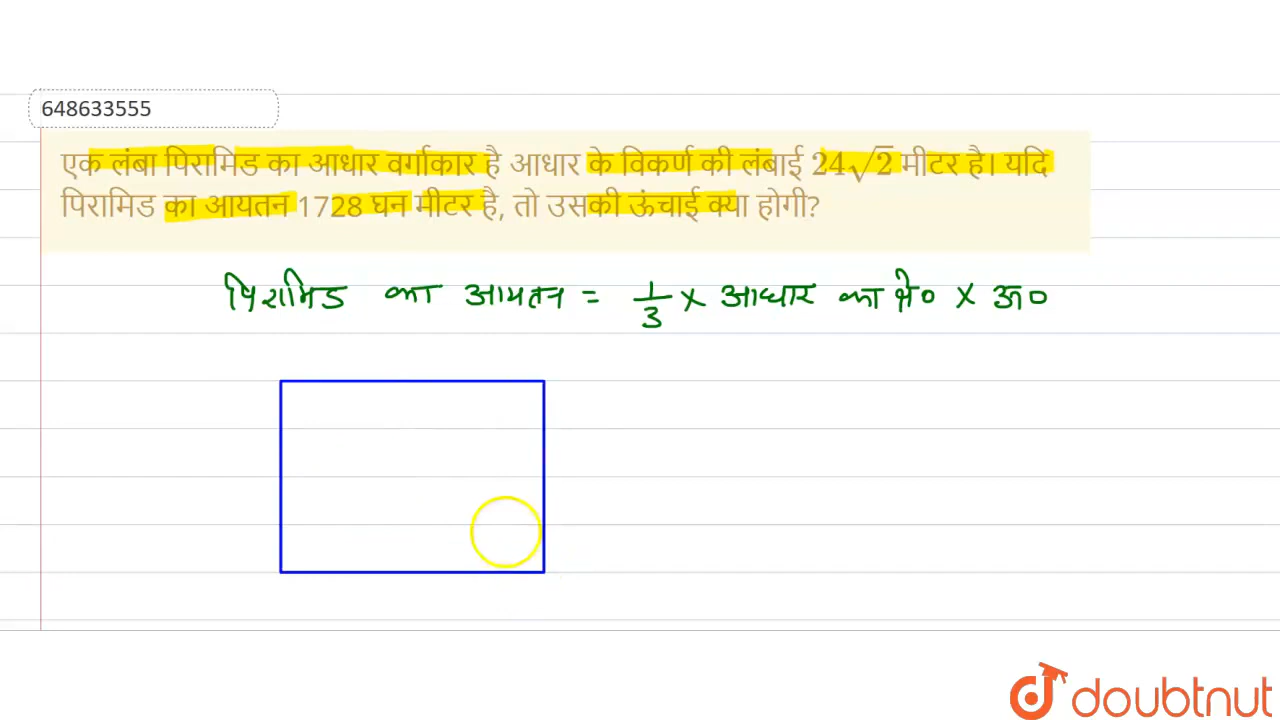 648633555
एक लंबा पिरामिड का आधार वर्गाकार है आधार के विकर्ण की लंबाई 24√2 मीटर है। यदि
पिरामिड का आयतन 1728 घन मीटर है, तो उसकी ऊंचाई क्या होगी?
पिरामिड का आयतन = 1/3 × आधार का क्षे० × ऊ०
doubtnut